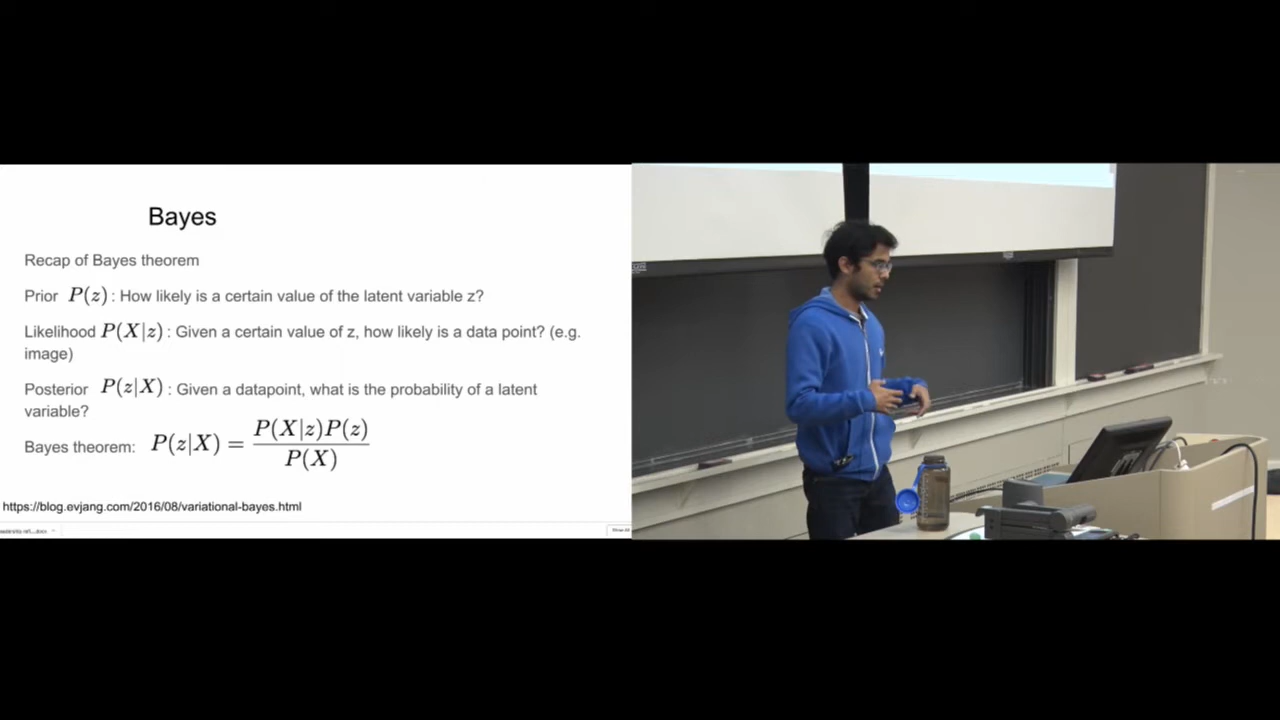 Bayes
Recap of Bayes theorem
Prior P(z) : How likely is a certain value of the latent variable z?
Likelihood P(X|z) : Given a certain value of z, how likely is a data point? (e.g.
image)
Posterior P(z|X) : Given a datapoint, what is the probability of a latent
variable?
Bayes theorem: P(z|X) = P(X|z)P(z) / P(X)
https://blog.evjang.com/2016/08/variational-bayes.html